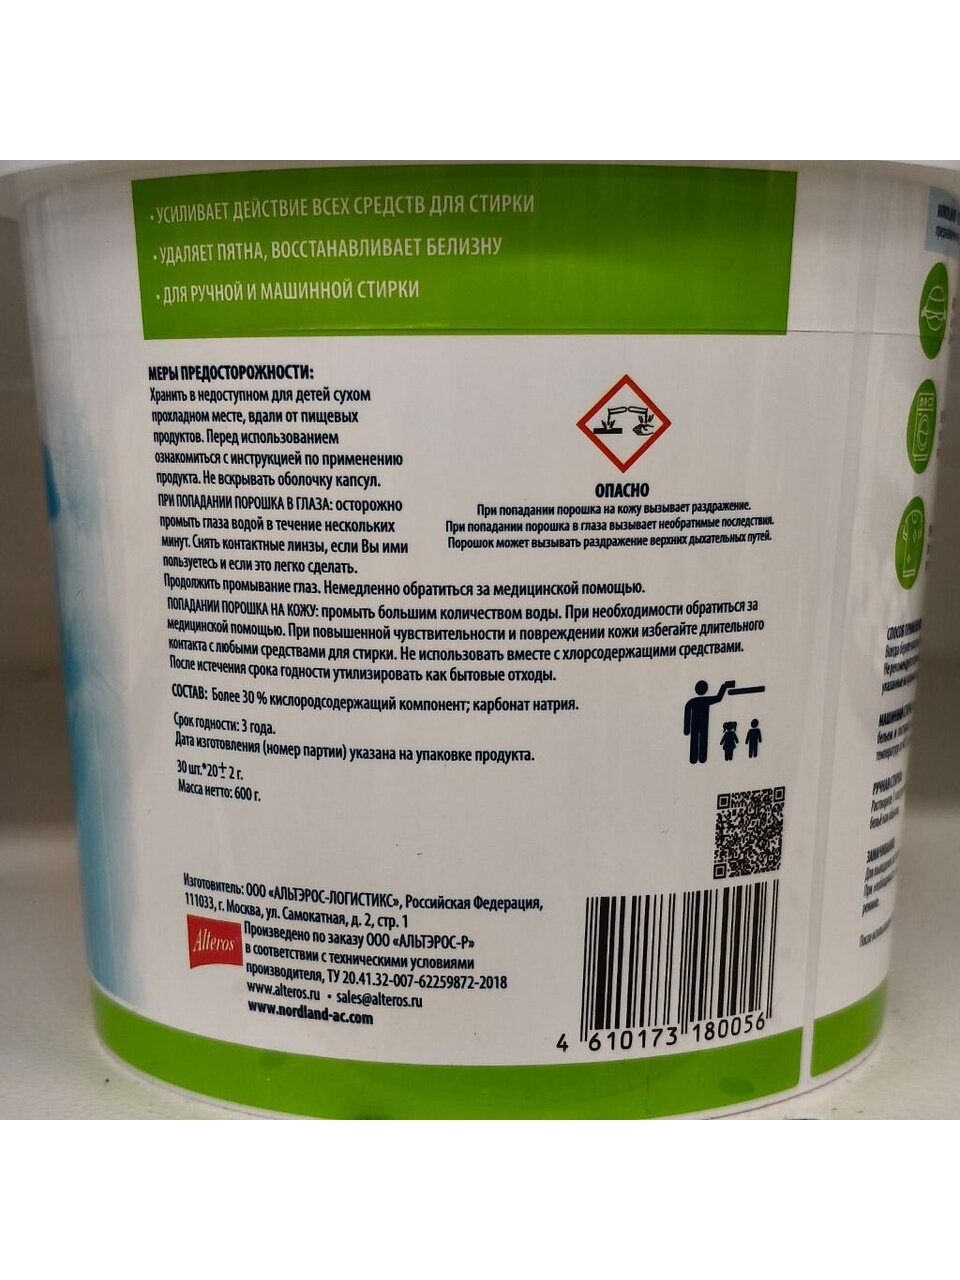 • УСИЛИВАЕТ ДЕЙСТВИЕ ВСЕХ СРЕДСТВ ДЛЯ СТИРКИ
• УДАЛЯЕТ ПЯТНА, ВОССТАНАВЛИВАЕТ БЕЛИЗНУ
• ДЛЯ РУЧНОЙ И МАШИННОЙ СТИРКИ
МЕРЫ ПРЕДОСТОРОЖНОСТИ:
Хранить в недоступном для детей сухом
прохладном месте, вдали от пищевых
продуктов. Перед использованием
ознакомиться с инструкцией по применению
продукта. Не вскрывать оболочку капсул.
ПРИ ПОПАДАНИИ ПОРОШКА В ГЛАЗА: осторожно
промыть глаза водой в течение нескольких
минут. Снять контактные линзы, если Вы ими
пользуетесь и если это легко сделать.
Продолжить промывание глаз. Немедленно обратиться за медицинской помощью.
ПОПАДАНИИ ПОРОШКА НА КОЖУ: промыть большим количеством воды. При необходимости обратиться за
медицинской помощью. При повышенной чувствительности и повреждении кожи избегайте длительного
контакта с любыми средствами для стирки. Не использовать вместе с хлорсодержащими средствами.
После истечения срока годности утилизировать как бытовые отходы.
ОПАСНО
При попадании порошка на кожу вызывает раздражение.
При попадании порошка в глаза вызывает необратимые последствия.
Порошок может вызывать раздражение верхних дыхательных путей.
СОСТАВ: Более 30 % кислородсодержащий компонент; карбонат натрия.
Срок годности: 3 года.
Дата изготовления (номер партии) указана на упаковке продукта.
30 шт.*20±2 г.
Масса нетто: 600 г.
Изготовитель: ООО «АЛЬТЭРОС-ЛОГИСТИКС», Российская Федерация,
111033, г. Москва, ул. Самокатная, д. 2, стр. 1
Alteros
Произведено по заказу ООО «АЛЬТЭРОС-Р»
в соответствии с техническими условиями
производителя, ТУ 20.41.32-007-62259872-2018
www.alteros.ru • sales@alteros.ru
www.nordland-ac.com
4 610173 180056
СПОСОБ
МАШИННАЯ
РУЧНАЯ СТИРКА
ЗАМАЧИВАНИЕ